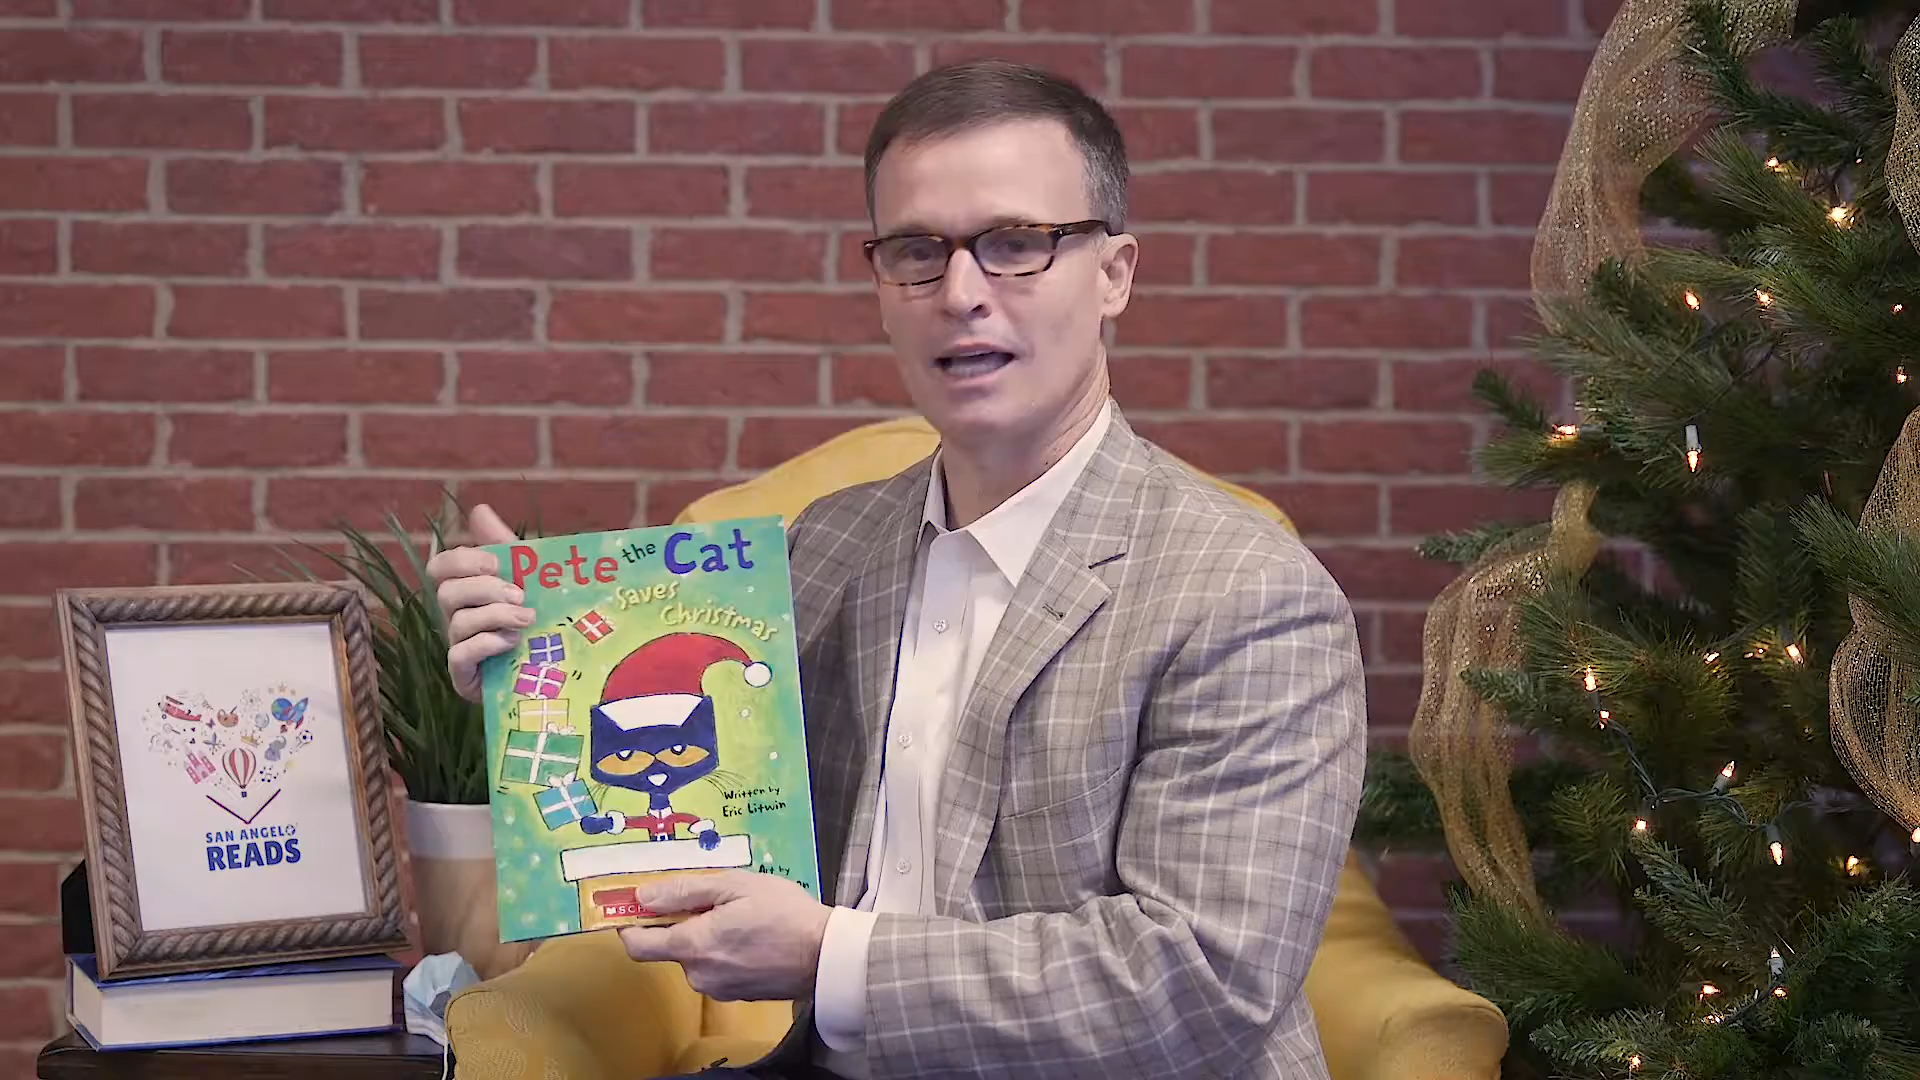 Pete the Cat
Saves
Christmas
Written by
Eric Litwin
Art by
SAN ANGELO
READS